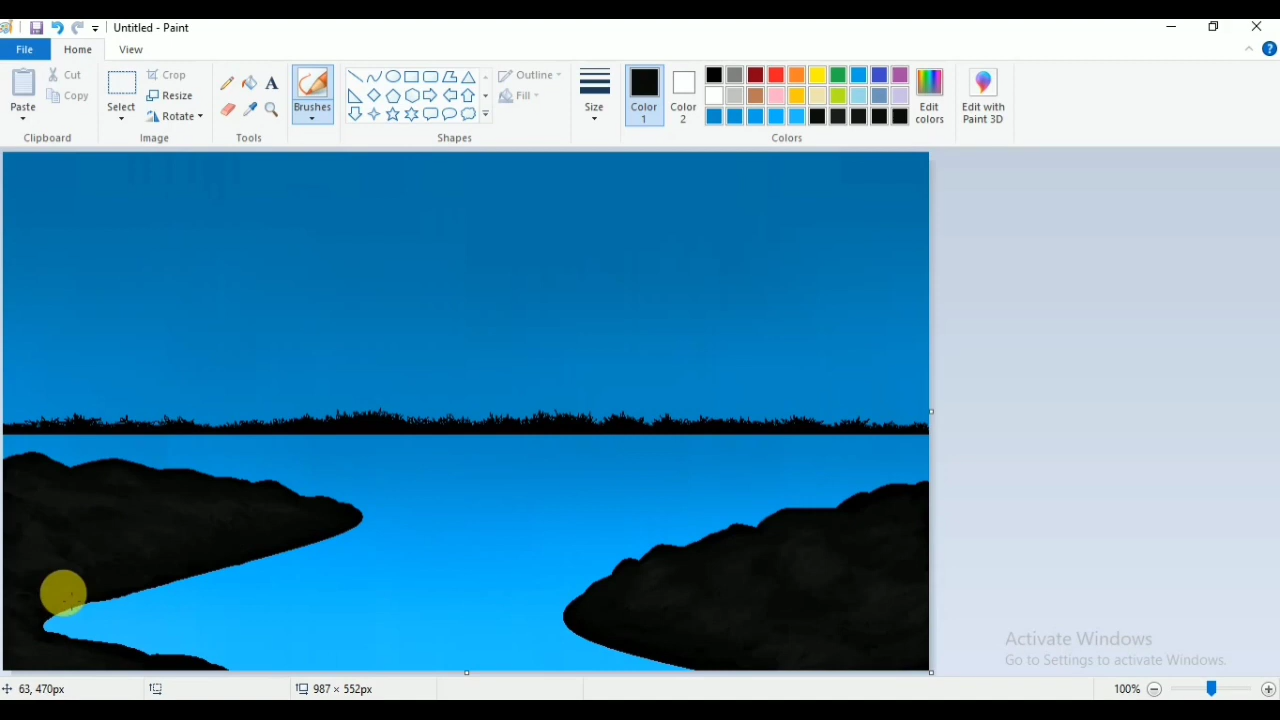 Untitled - Paint
File Home View
Paste
Cut
Copy
Clipboard
Select
Crop
Resize
Rotate
Image
A
Tools
Brushes
Shapes
Outline
Fill
Size
Color 1
Color 2
Colors
Edit colors
Edit with Paint 3D
Activate Windows
Go to Settings to activate Windows.
63, 470px
987 × 552px
100%